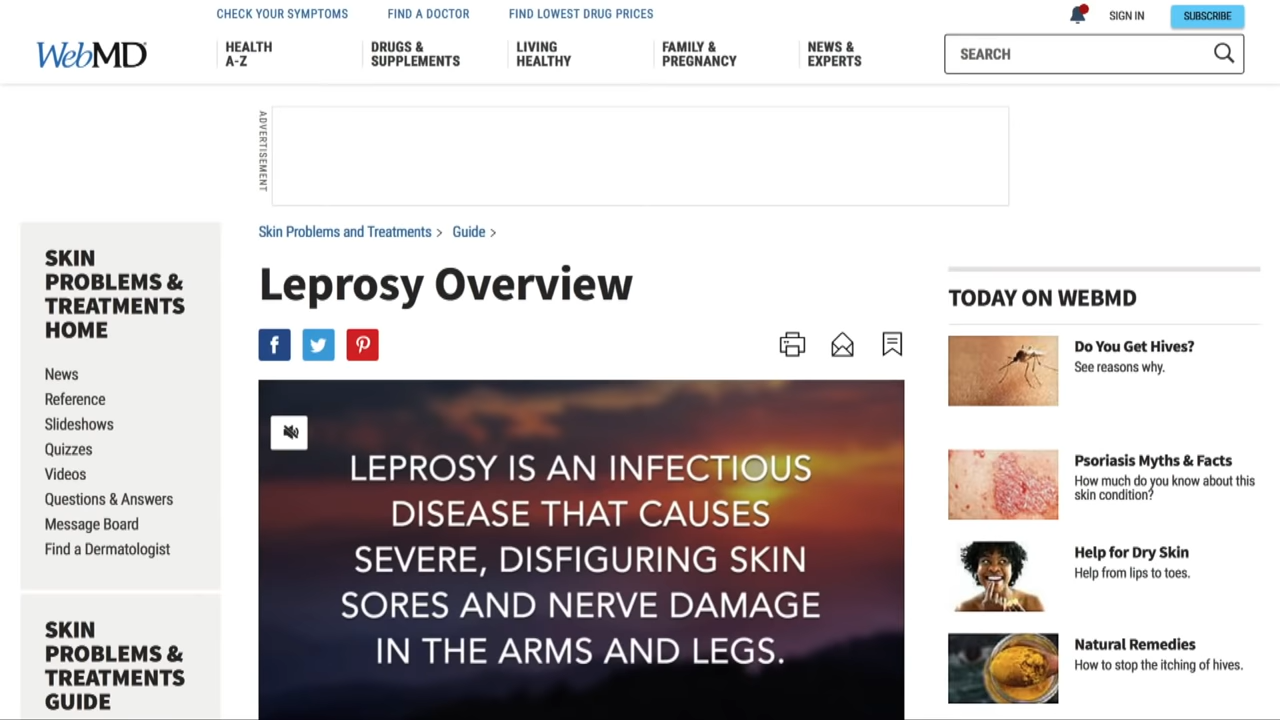 CHECK YOUR SYMPTOMS
FIND A DOCTOR
FIND LOWEST DRUG PRICES
SIGN IN
SUBSCRIBE
WebMD
HEALTH
A-Z
DRUGS &
SUPPLEMENTS
LIVING
HEALTHY
FAMILY &
PREGNANCY
NEWS &
EXPERTS
SEARCH
ADVERTISEMENT
SKIN
PROBLEMS &
TREATMENTS
HOME
News
Reference
Slideshows
Quizzes
Videos
Questions & Answers
Message Board
Find a Dermatologist
SKIN
PROBLEMS &
TREATMENTS
GUIDE
Skin Problems and Treatments > Guide >
Leprosy Overview
LEPROSY IS AN INFECTIOUS
DISEASE THAT CAUSES
SEVERE, DISFIGURING SKIN
SORES AND NERVE DAMAGE
IN THE ARMS AND LEGS.
TODAY ON WEBMD
Do You Get Hives?
See reasons why.
Psoriasis Myths & Facts
How much do you know about this
skin condition?
Help for Dry Skin
Help from lips to toes.
Natural Remedies
How to stop the itching of hives.